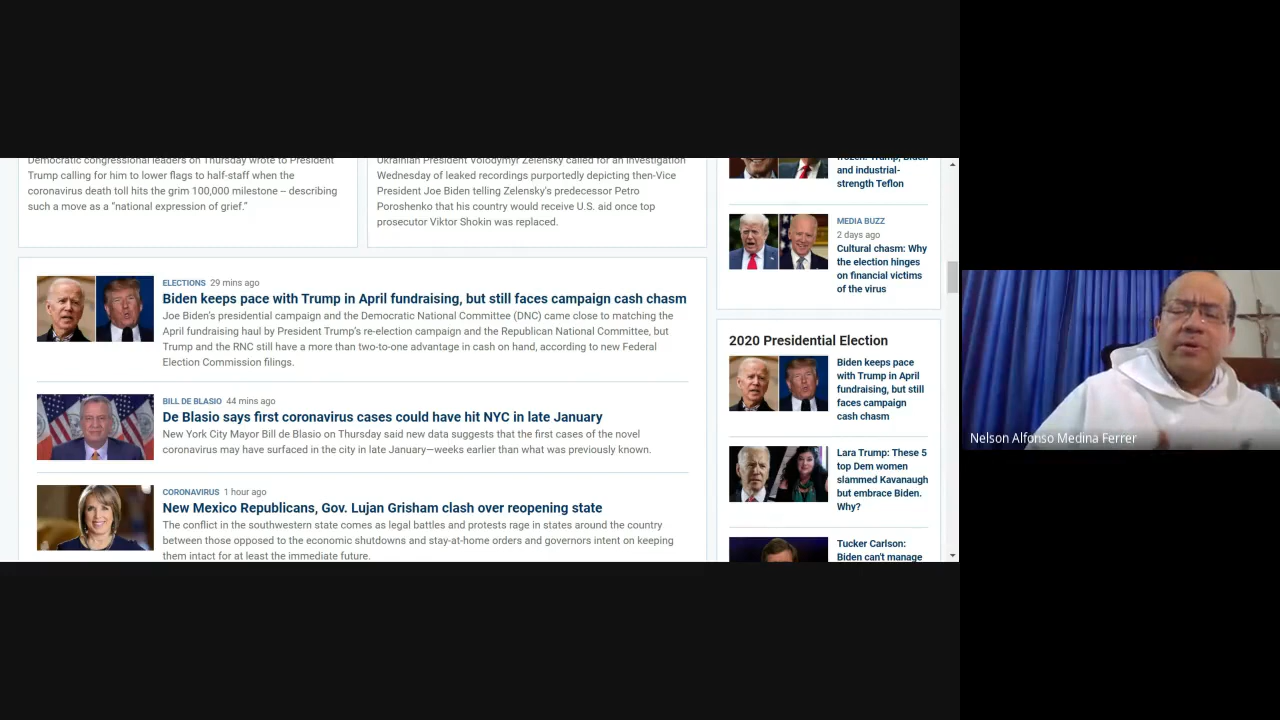 Democratic congressional leaders on Thursday wrote to President
Trump calling for him to lower flags to half-staff when the
coronavirus death toll hits the grim 100,000 milestone -- describing
such a move as a "national expression of grief."
Ukrainian President Volodymyr Zelensky called for an investigation
Wednesday of leaked recordings purportedly depicting then-Vice
President Joe Biden telling Zelensky's predecessor Petro
Poroshenko that his country would receive U.S. aid once top
prosecutor Viktor Shokin was replaced.
ELECTIONS 29 mins ago
Biden keeps pace with Trump in April fundraising, but still faces campaign cash chasm
Joe Biden's presidential campaign and the Democratic National Committee (DNC) came close to matching the
April fundraising haul by President Trump's re-election campaign and the Republican National Committee, but
Trump and the RNC still have a more than two-to-one advantage in cash on hand, according to new Federal
Election Commission filings.
BILL DE BLASIO 44 mins ago
De Blasio says first coronavirus cases could have hit NYC in late January
New York City Mayor Bill de Blasio on Thursday said new data suggests that the first cases of the novel
coronavirus may have surfaced in the city in late January—weeks earlier than what was previously known.
CORONAVIRUS 1 hour ago
New Mexico Republicans, Gov. Lujan Grisham clash over reopening state
The conflict in the southwestern state comes as legal battles and protests rage in states around the country
between those opposed to the economic shutdowns and stay-at-home orders and governors intent on keeping
them intact for at least the immediate future.
frozen: Trump, Biden
and industrial-
strength Teflon
MEDIA BUZZ
2 days ago
Cultural chasm: Why
the election hinges
on financial victims
of the virus
2020 Presidential Election
Biden keeps pace
with Trump in April
fundraising, but still
faces campaign
cash chasm
Lara Trump: These 5
top Dem women
slammed Kavanaugh
but embrace Biden.
Why?
Tucker Carlson:
Biden can't manage
Nelson Alfonso Medina Ferrer